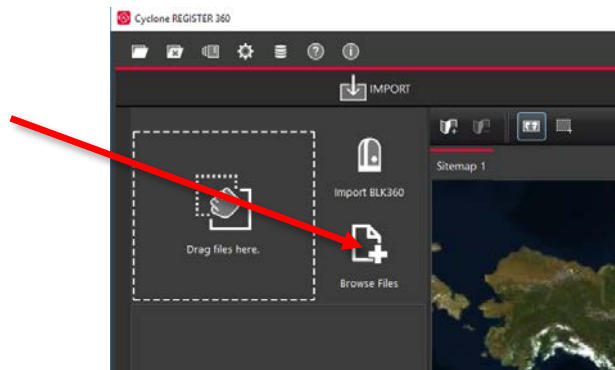 Cyclone REGISTER 360
IMPORT
Sitemap 1
Import BLK360
Drag files here.
Browse Files